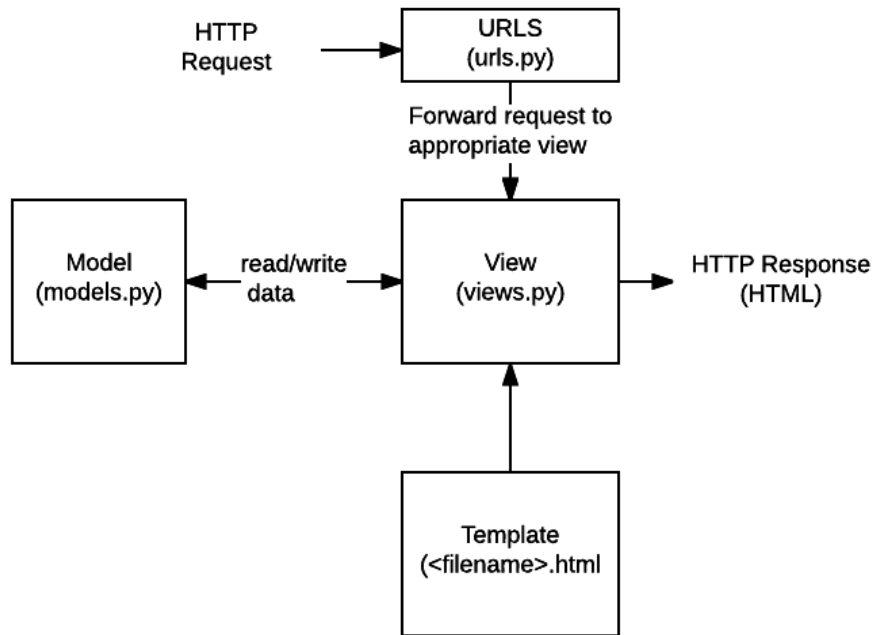 HTTP
Request
URLS
(urls.py)
Forward request to
appropriate view
Model
(models.py)
read/write
data
View
(views.py)
HTTP Response
(HTML)
Template
(<filename>.html